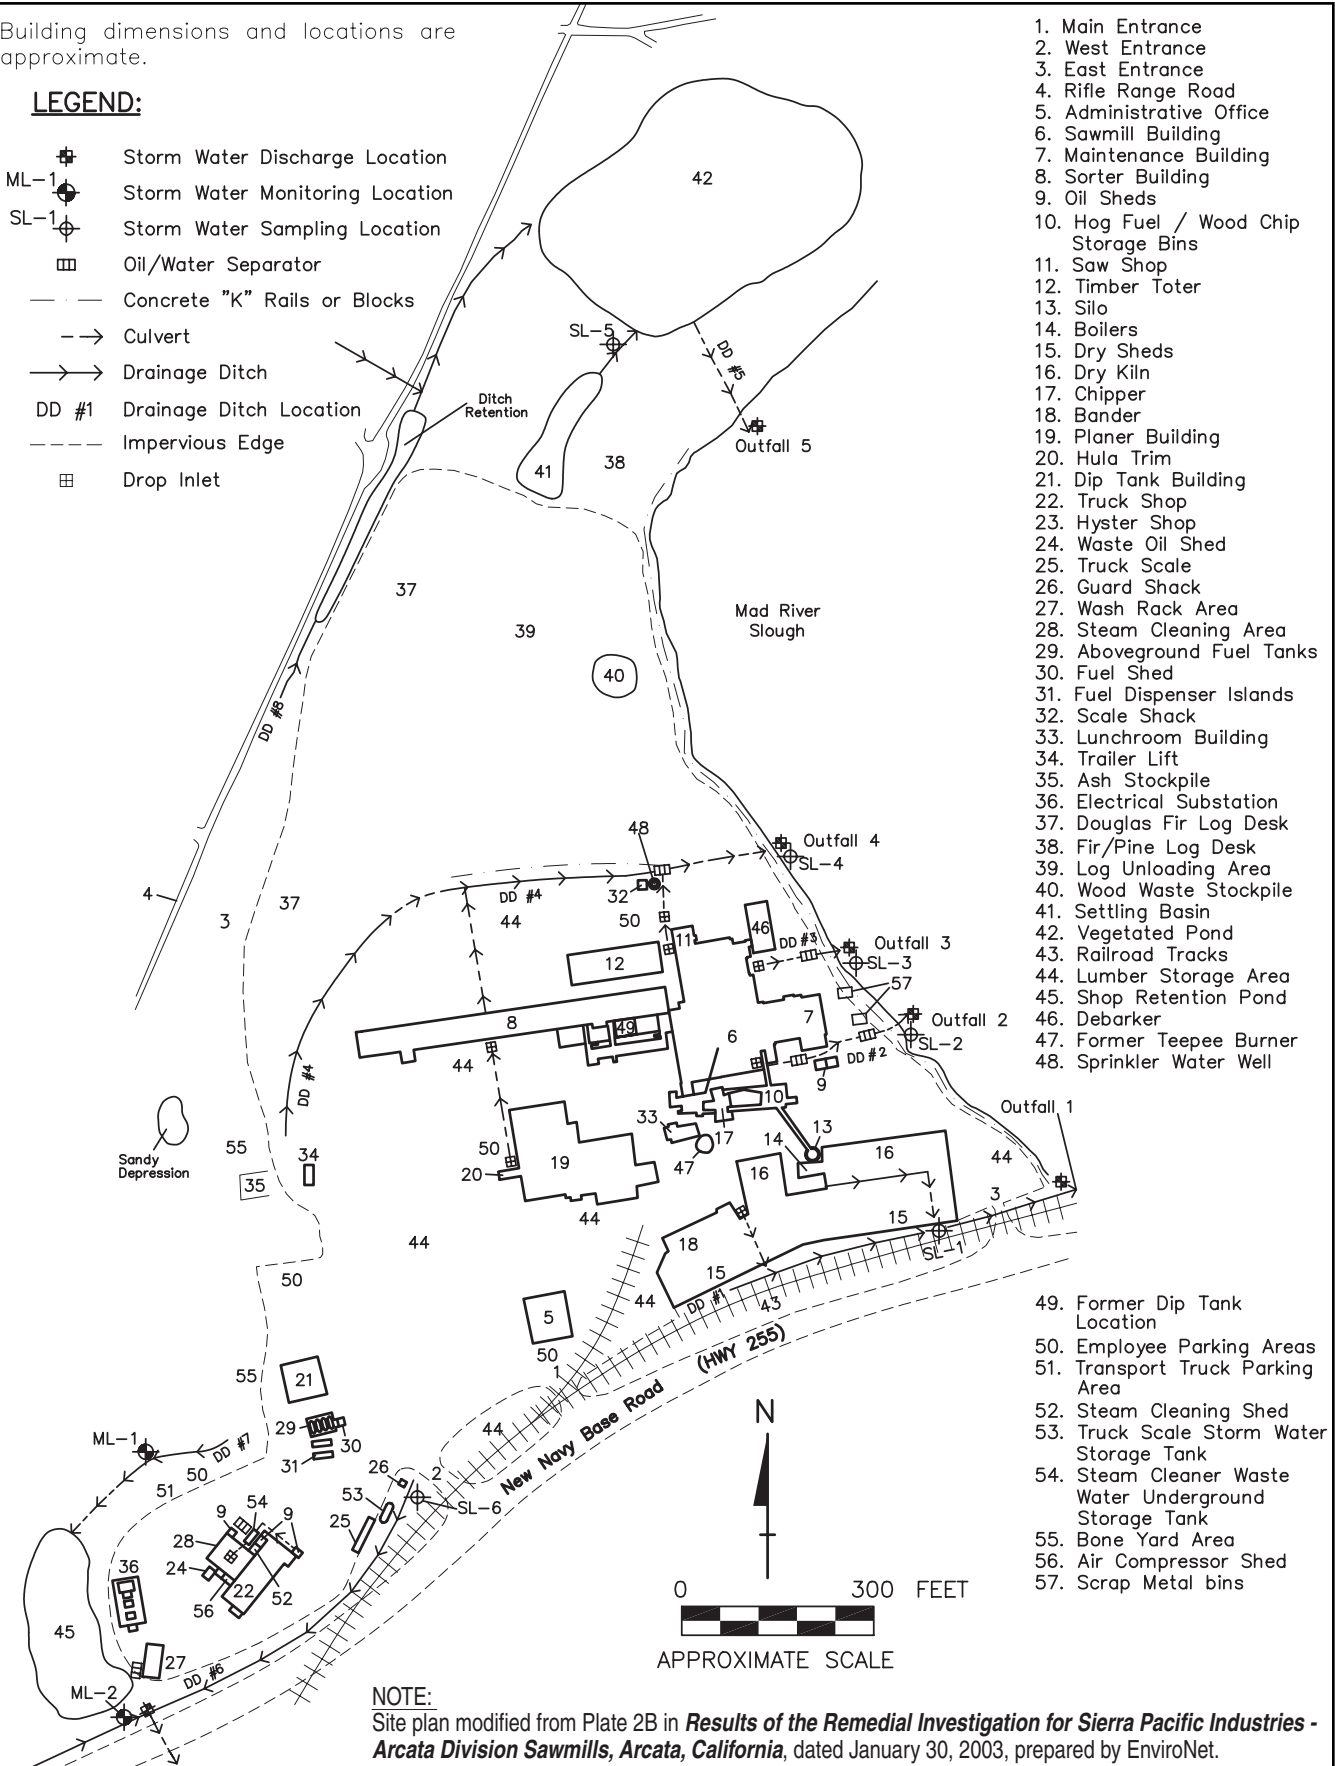 Building dimensions and locations are
approximate.
LEGEND:
Storm Water Discharge Location
ML-1
Storm Water Monitoring Location
SL-1
Storm Water Sampling Location
Oil/Water Separator
Concrete "K" Rails or Blocks
Culvert
Drainage Ditch
DD #1 Drainage Ditch Location
Impervious Edge
Drop Inlet
1. Main Entrance
2. West Entrance
3. East Entrance
4. Rifle Range Road
5. Administrative Office
6. Sawmill Building
7. Maintenance Building
8. Sorter Building
9. Oil Sheds
10. Hog Fuel / Wood Chip
Storage Bins
11. Saw Shop
12. Timber Toter
13. Silo
14. Boilers
15. Dry Sheds
16. Dry Kiln
17. Chipper
18. Bander
19. Planer Building
20. Hula Trim
21. Dip Tank Building
22. Truck Shop
23. Hyster Shop
24. Waste Oil Shed
25. Truck Scale
26. Guard Shack
27. Wash Rack Area
28. Steam Cleaning Area
29. Aboveground Fuel Tanks
30. Fuel Shed
31. Fuel Dispenser Islands
32. Scale Shack
33. Lunchroom Building
34. Trailer Lift
35. Ash Stockpile
36. Electrical Substation
37. Douglas Fir Log Desk
38. Fir/Pine Log Desk
39. Log Unloading Area
40. Wood Waste Stockpile
41. Settling Basin
42. Vegetated Pond
43. Railroad Tracks
44. Lumber Storage Area
45. Shop Retention Pond
46. Debarker
47. Former Teepee Burner
48. Sprinkler Water Well
49. Former Dip Tank
Location
50. Employee Parking Areas
51. Transport Truck Parking
Area
52. Steam Cleaning Shed
53. Truck Scale Storm Water
Storage Tank
54. Steam Cleaner Waste
Water Underground
Storage Tank
55. Bone Yard Area
56. Air Compressor Shed
57. Scrap Metal bins
42
SL-5
DD #5
Ditch
Retention
Outfall 5
41
38
37
39
Mad River
Slough
40
DD #8
48
Outfall 4
SL-4
4
3
37
32
DD #4
44
50
11
46
DD #3
Outfall 3
SL-3
12
57
8
49
7
6
Outfall 2
SL-2
44
DD #2
9
DD #4
10
Outfall 1
33
17
14
13
Sandy
Depression
55
34
50
20
19
47
16
16
44
35
3
44
15
44
18
SL-1
50
15
44
DD #1
43
5
50
1
(HWY 255)
New Navy Base Road
55
21
29
30
31
44
N
ML-1
DD #7
50
51
26
2
53
SL-6
25
9
54
9
28
24
22
56
52
36
45
27
DD #6
ML-2
0 300 FEET
APPROXIMATE SCALE
NOTE:
Site plan modified from Plate 2B in Results of the Remedial Investigation for Sierra Pacific Industries -
Arcata Division Sawmills, Arcata, California, dated January 30, 2003, prepared by EnviroNet.